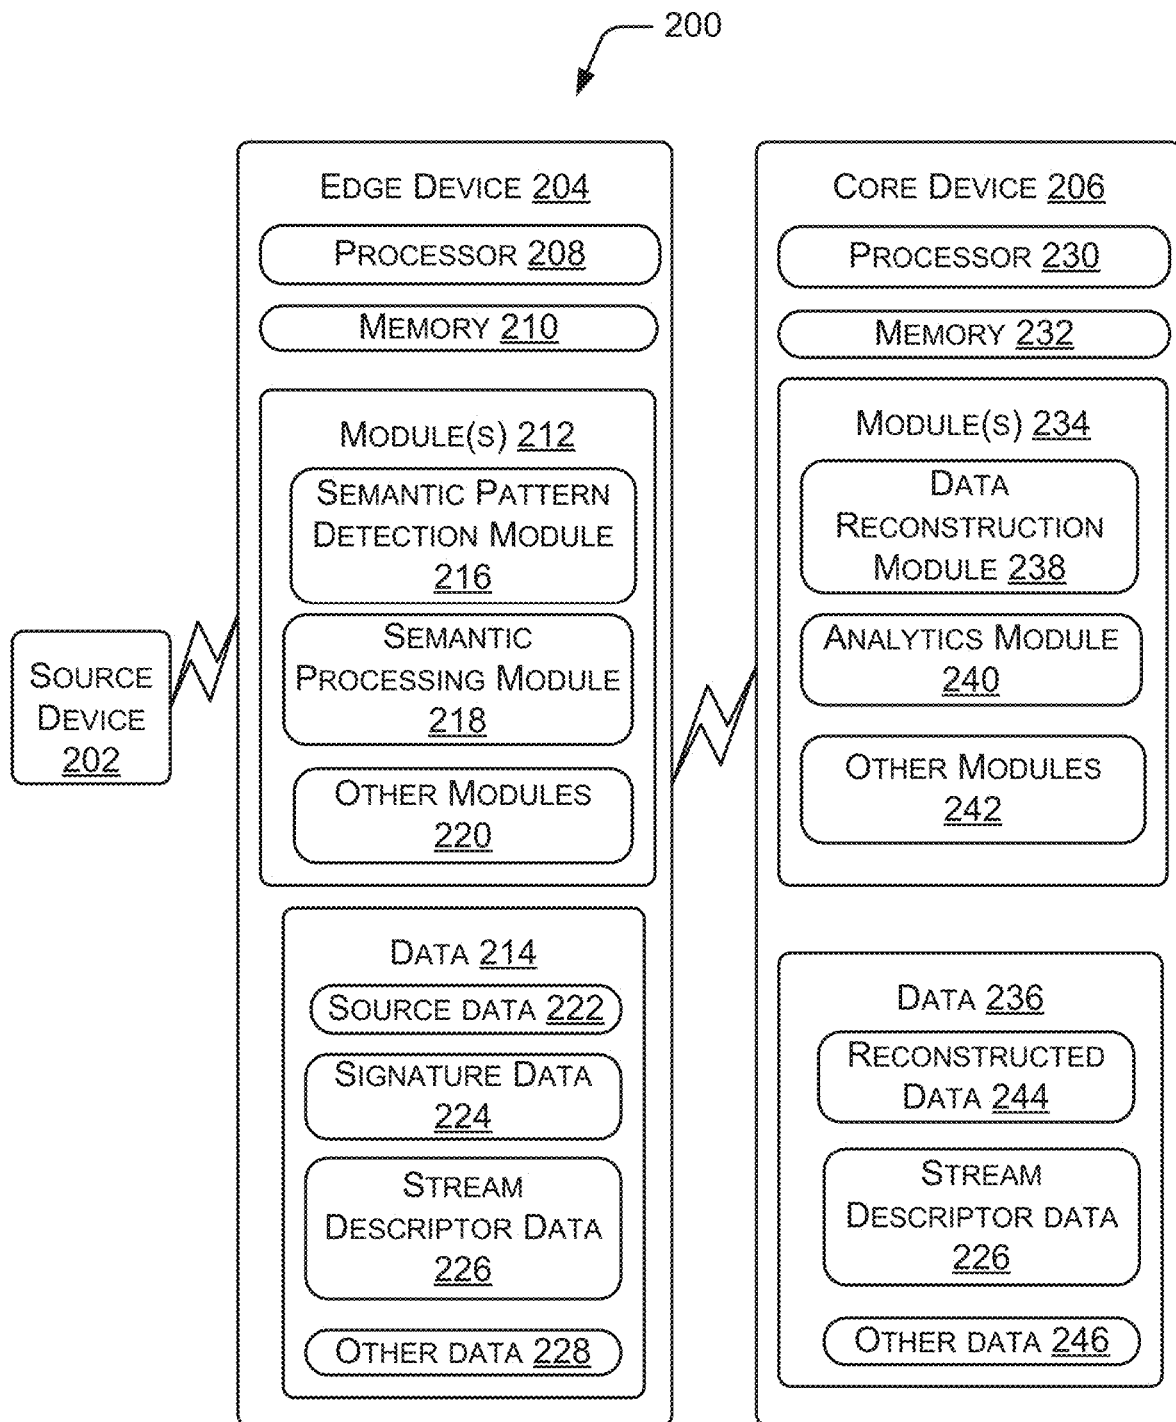 200
EDGE DEVICE 204
PROCESSOR 208
MEMORY 210
MODULE(S) 212
SEMANTIC PATTERN
DETECTION MODULE
216
SEMANTIC
PROCESSING MODULE
218
OTHER MODULES
220
SOURCE
DEVICE
202
DATA 214
SOURCE DATA 222
SIGNATURE DATA
224
STREAM
DESCRIPTOR DATA
226
OTHER DATA 228
CORE DEVICE 206
PROCESSOR 230
MEMORY 232
MODULE(S) 234
DATA
RECONSTRUCTION
MODULE 238
ANALYTICS MODULE
240
OTHER MODULES
242
DATA 236
RECONSTRUCTED
DATA 244
STREAM
DESCRIPTOR DATA
226
OTHER DATA 246